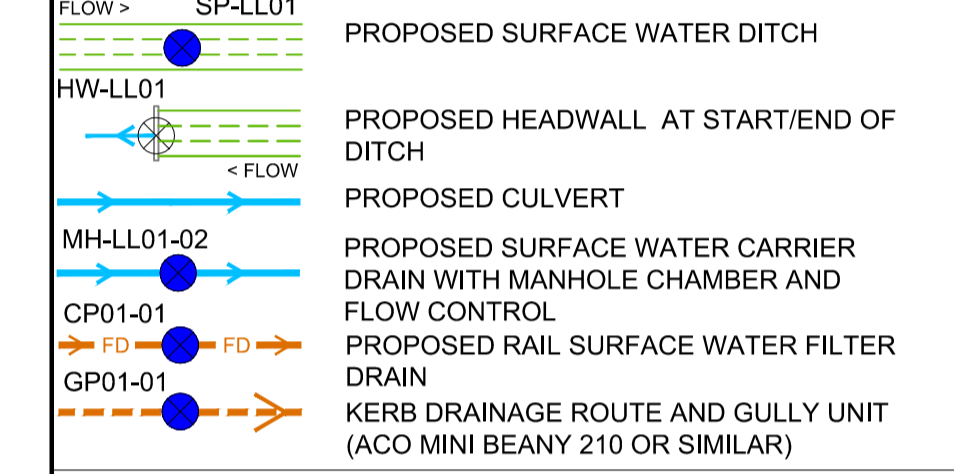 FLOW > SP-LL01
PROPOSED SURFACE WATER DITCH
HW-LL01
PROPOSED HEADWALL AT START/END OF
DITCH
< FLOW
PROPOSED CULVERT
MH-LL01-02
PROPOSED SURFACE WATER CARRIER
DRAIN WITH MANHOLE CHAMBER AND
FLOW CONTROL
CP01-01
FD FD
PROPOSED RAIL SURFACE WATER FILTER
DRAIN
GP01-01
KERB DRAINAGE ROUTE AND GULLY UNIT
(ACO MINI BEANY 210 OR SIMILAR)